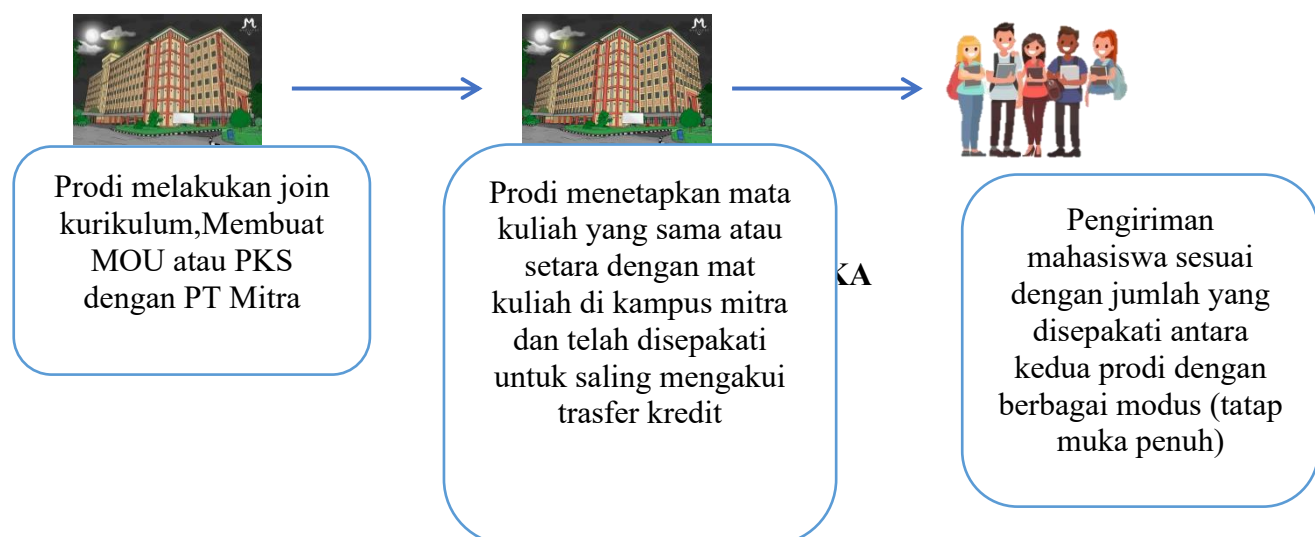 Prodi melakukan join
kurikulum,Membuat
MOU atau PKS
dengan PT Mitra
Prodi menetapkan mata
kuliah yang sama atau
setara dengan mat
kuliah di kampus mitra
dan telah disepakati
untuk saling mengakui
trasfer kredit
KA
Pengiriman
mahasiswa sesuai
dengan jumlah yang
disepakati antara
kedua prodi dengan
berbagai modus (tatap
muka penuh)